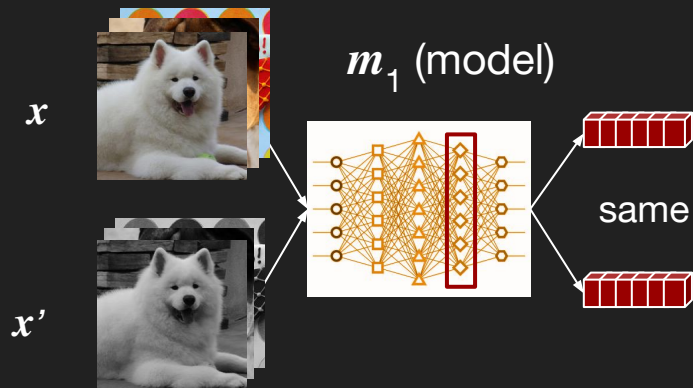 m₁ (model)
x
same
x'